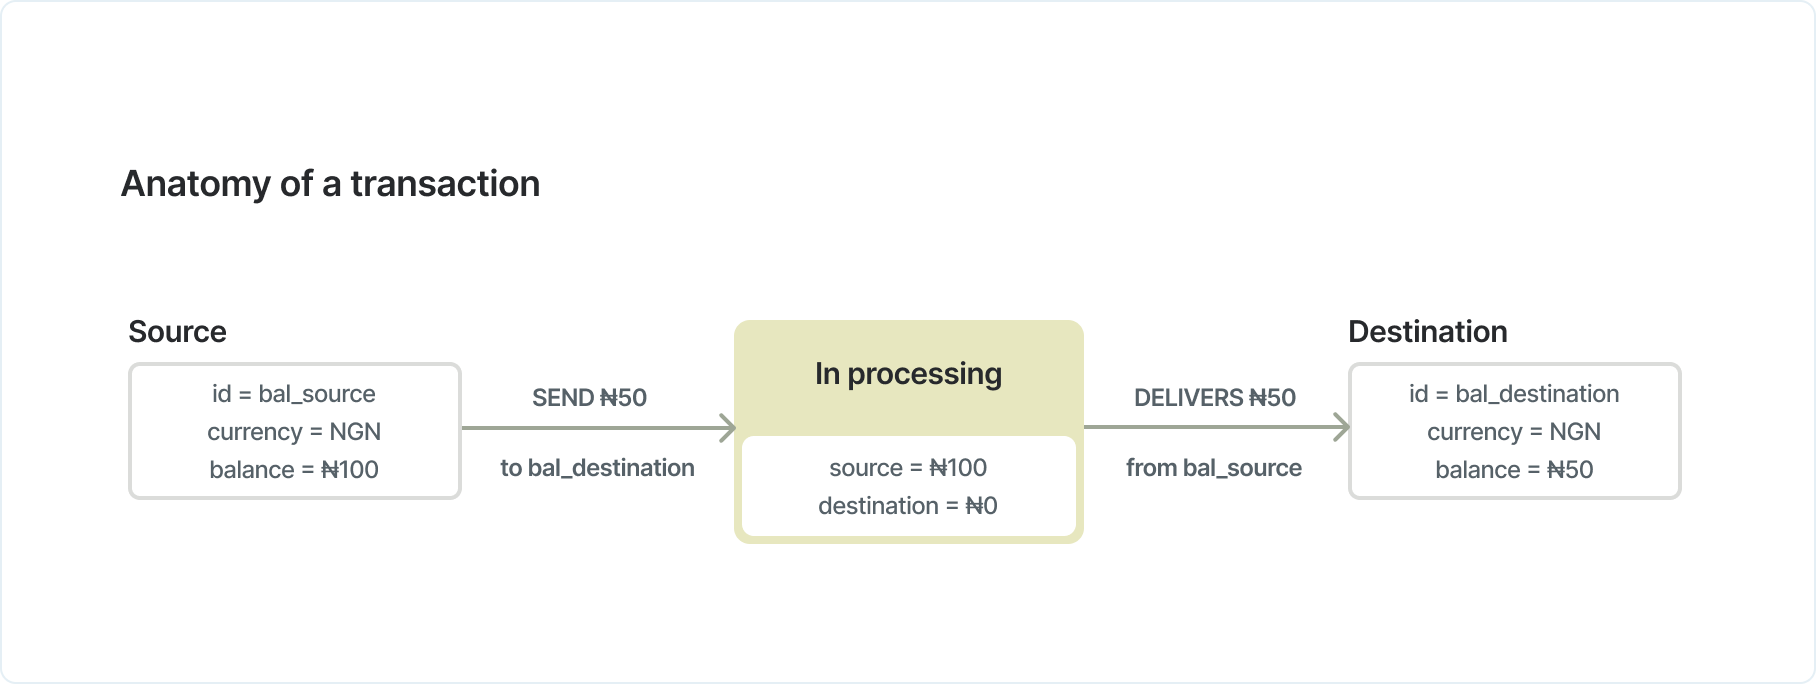 Anatomy of a transaction
Source
id = bal_source
currency = NGN
balance = ₦100
SEND ₦50
to bal_destination
In processing
source = ₦100
destination = ₦0
DELIVERS ₦50
from bal_source
Destination
id = bal_destination
currency = NGN
balance = ₦50